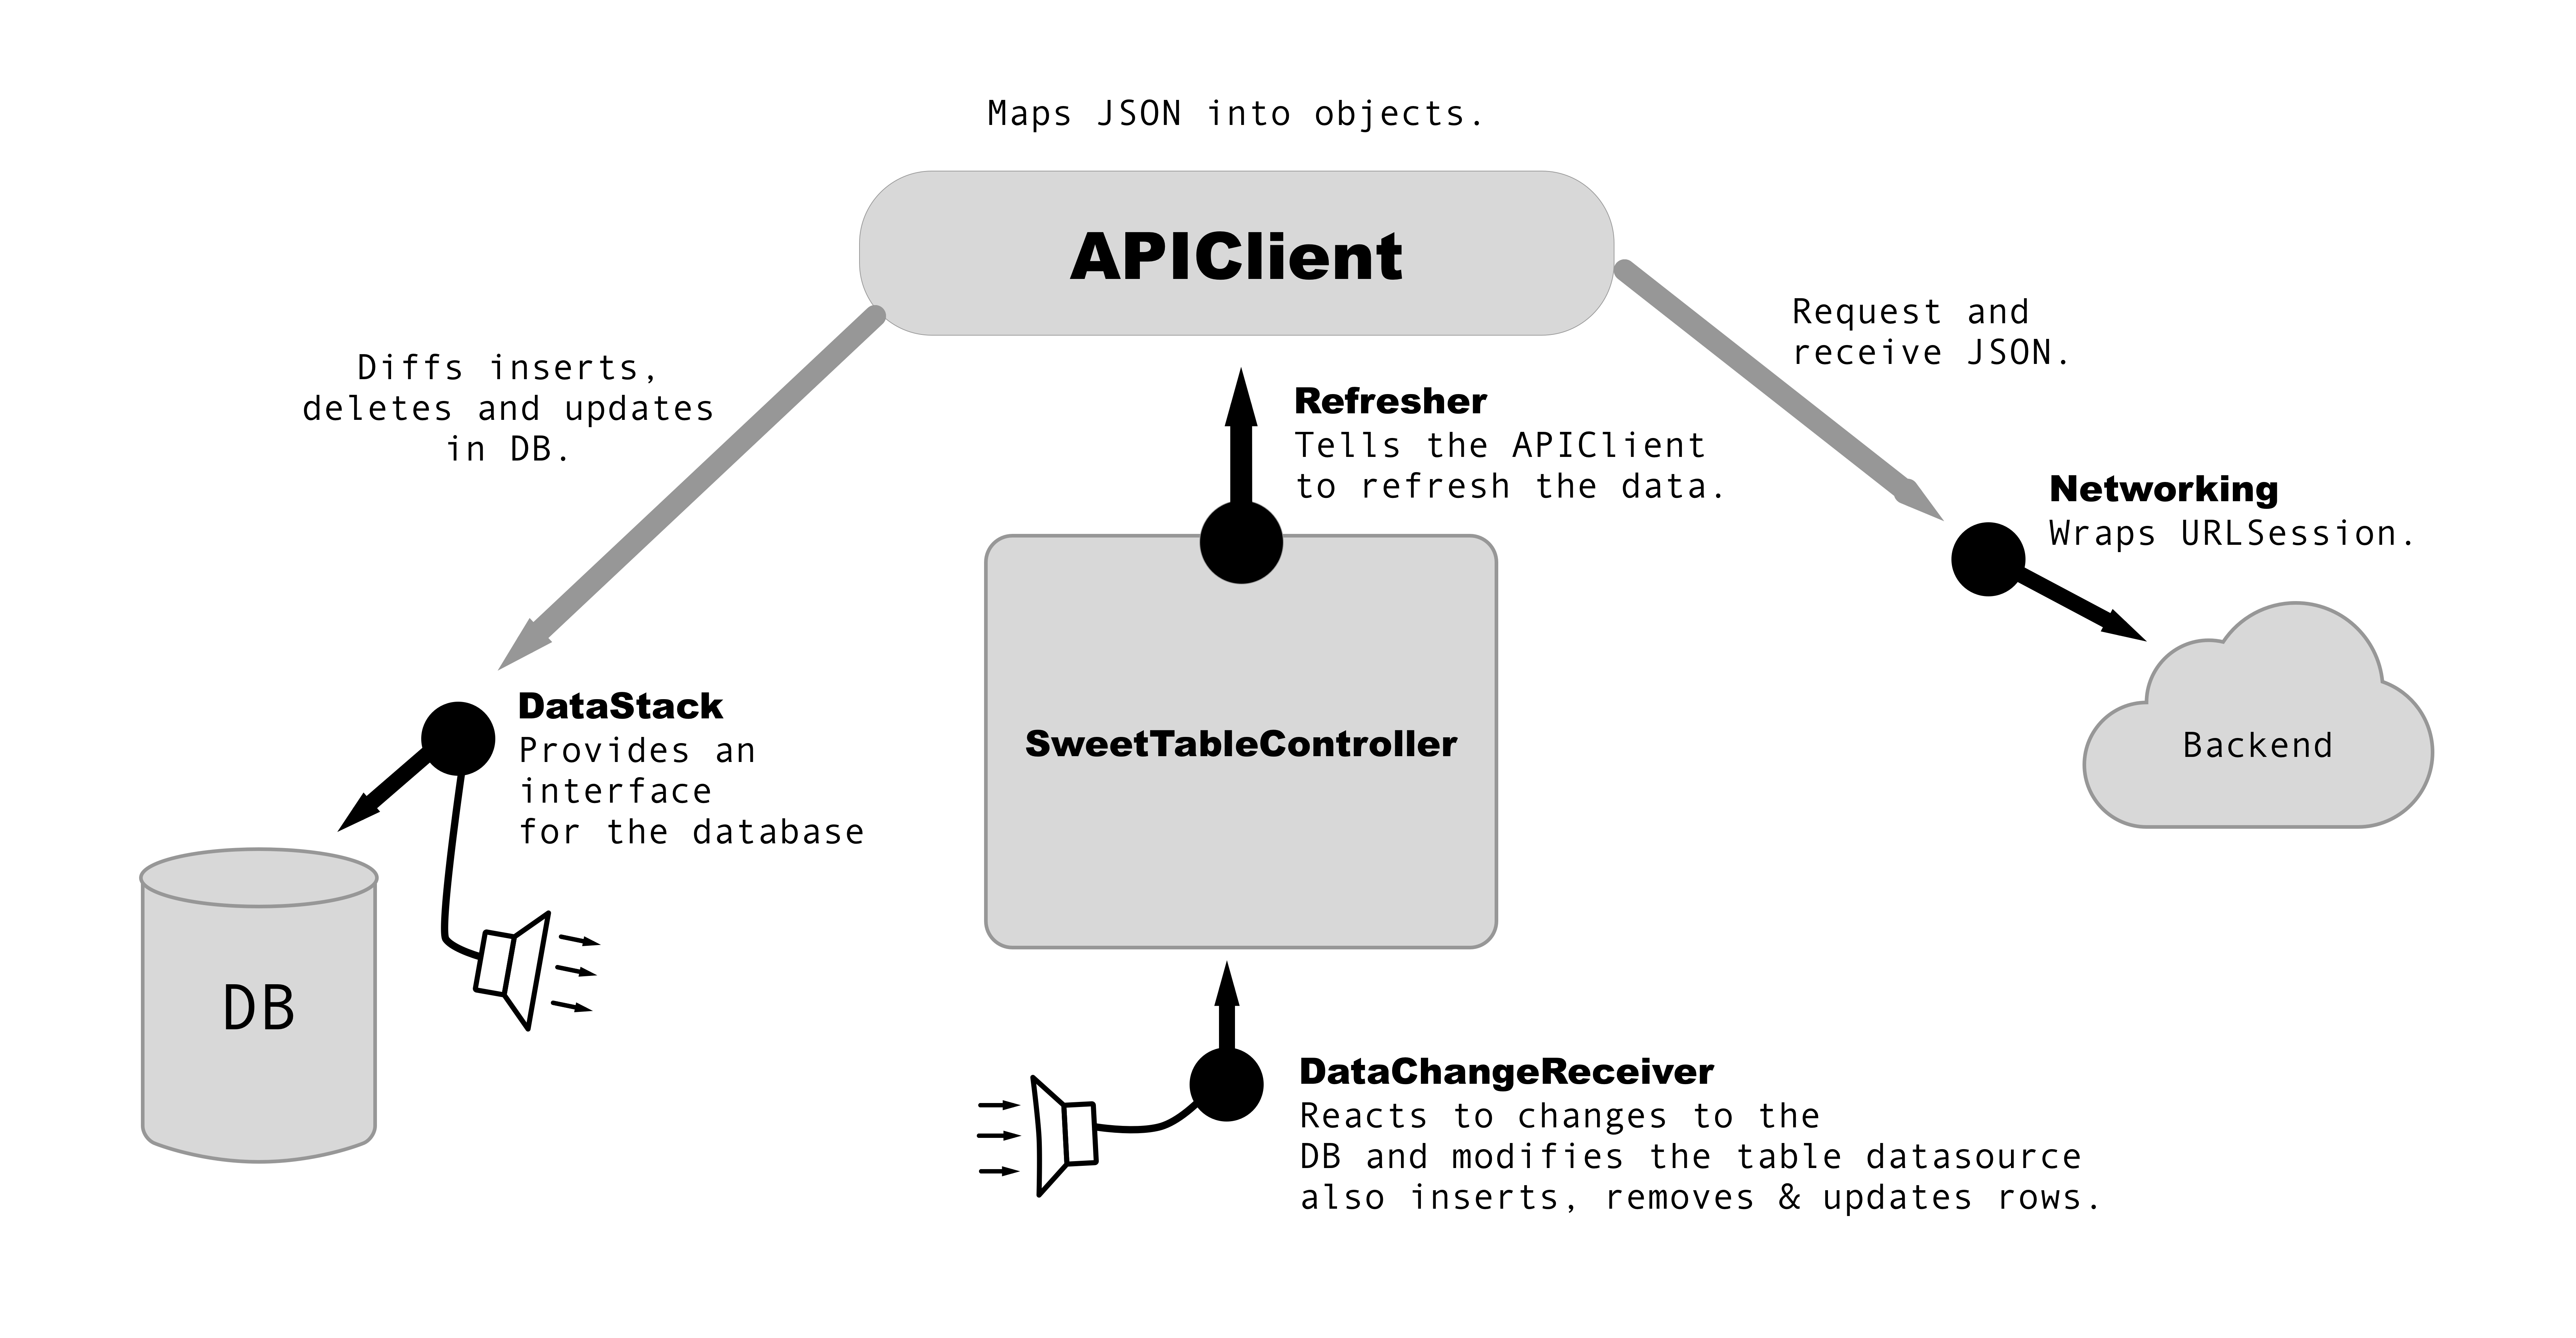 Maps JSON into objects.
APIClient
Request and
receive JSON.
Diffs inserts,
deletes and updates
in DB.
Refresher
Tells the APIClient
to refresh the data.
Networking
Wraps URLSession.
DataStack
Provides an
interface
for the database
SweetTableController
Backend
DB
DataChangeReceiver
Reacts to changes to the
DB and modifies the table datasource
also inserts, removes & updates rows.